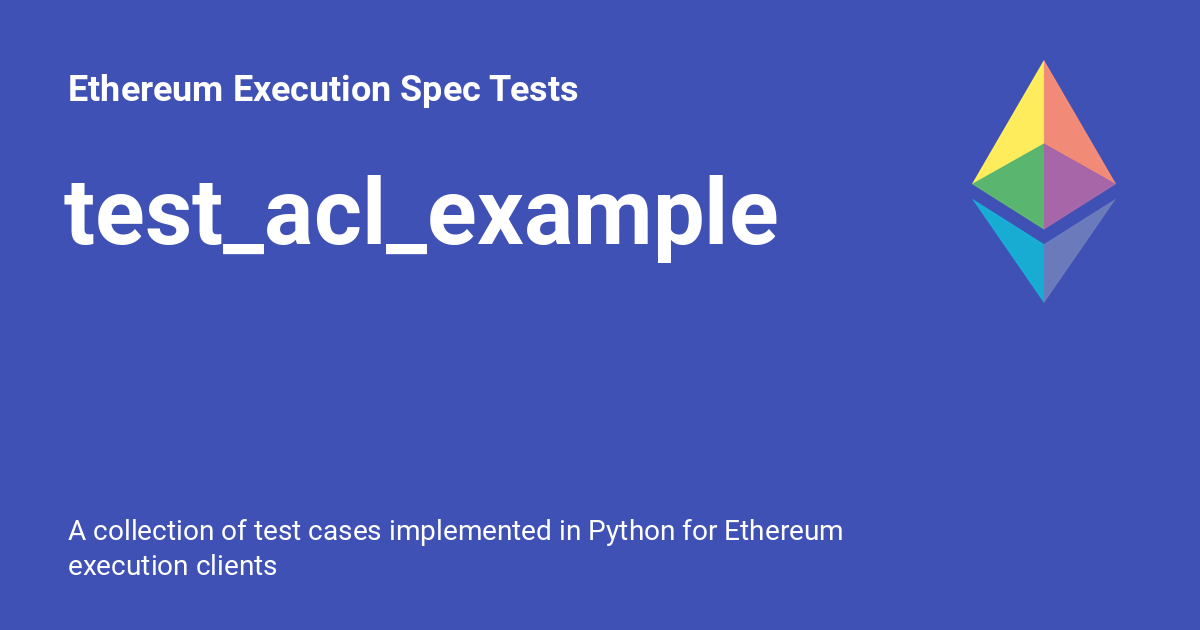 Ethereum Execution Spec Tests
test_acl_example
A collection of test cases implemented in Python for Ethereum
execution clients